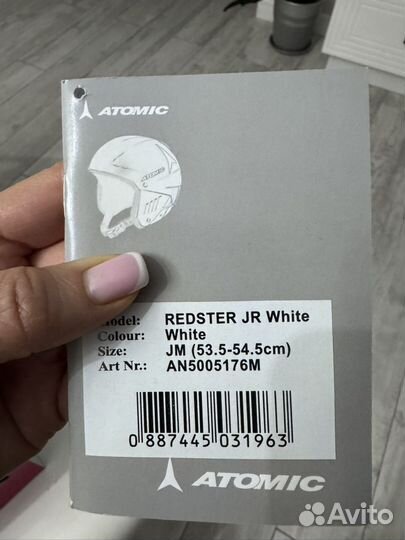 ATOMIC
ATOMIC
Model: REDSTER JR White
Colour: White
Size: JM (53.5-54.5cm)
Art Nr.: AN5005176M
0 887445 031963
ATOMIC
Avito